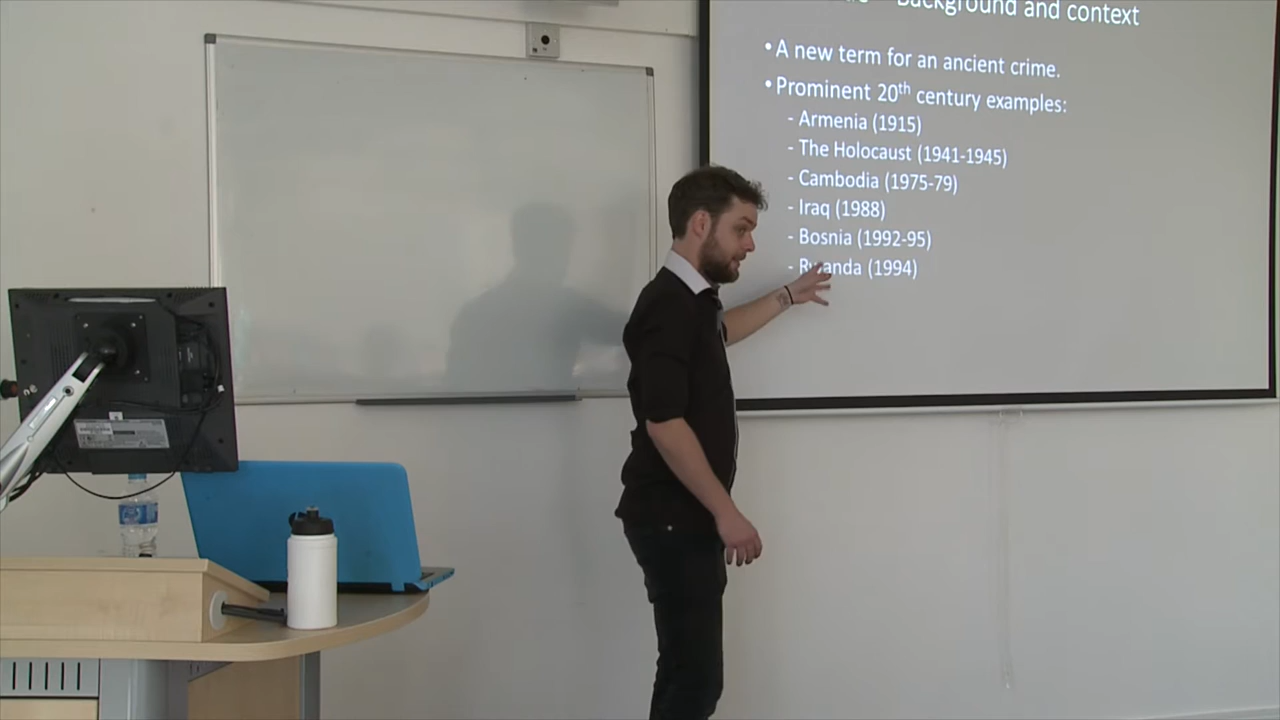 Background and context
• A new term for an ancient crime.
• Prominent 20th century examples:
- Armenia (1915)
- The Holocaust (1941-1945)
- Cambodia (1975-79)
- Iraq (1988)
- Bosnia (1992-95)
- Rwanda (1994)